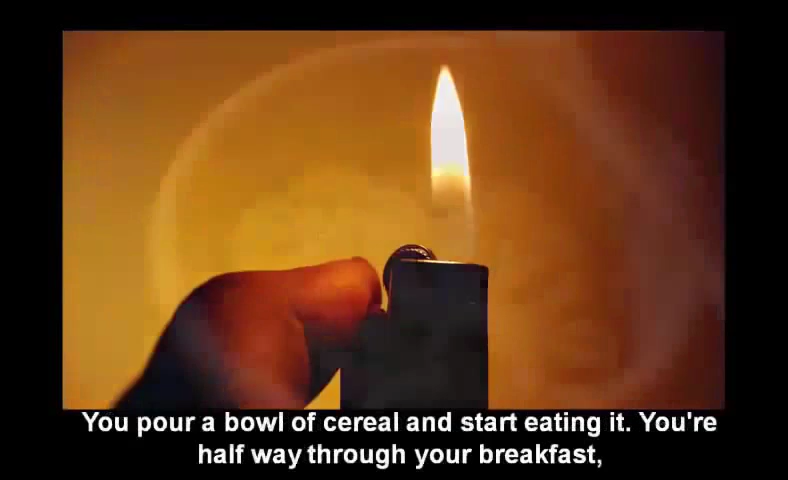 You pour a bowl of cereal and start eating it. You're
half way through your breakfast,